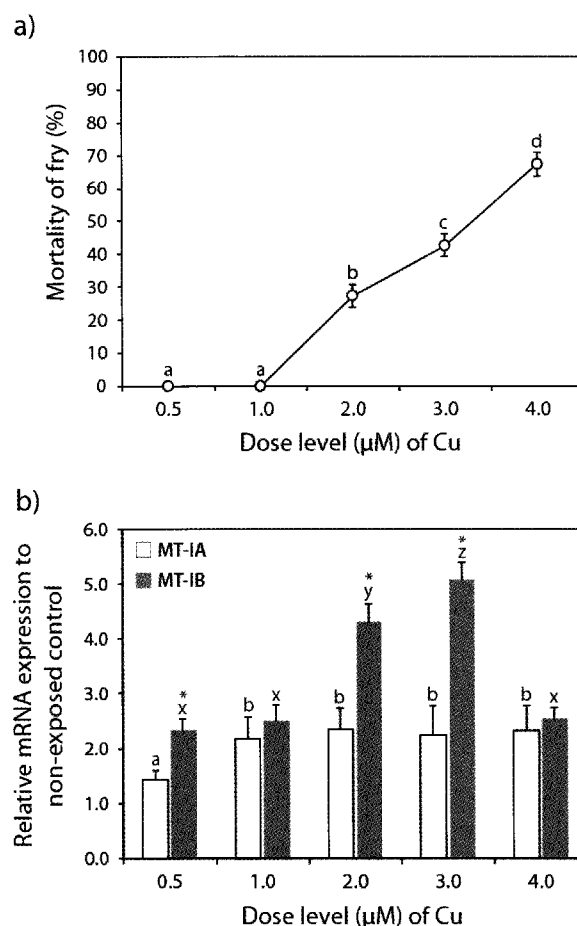 a)
Mortality of fry (%)
100
90
80
70
60
50
40
30
20
10
0
a
a
b
c
d
0.5 1.0 2.0 3.0 4.0
Dose level (µM) of Cu
b)
Relative mRNA expression to
non-exposed control
6.0
5.0
4.0
3.0
2.0
1.0
0.0
MT-IA
MT-IB
a
*
x
b
x
b
*
y
b
*
z
b
x
0.5 1.0 2.0 3.0 4.0
Dose level (µM) of Cu